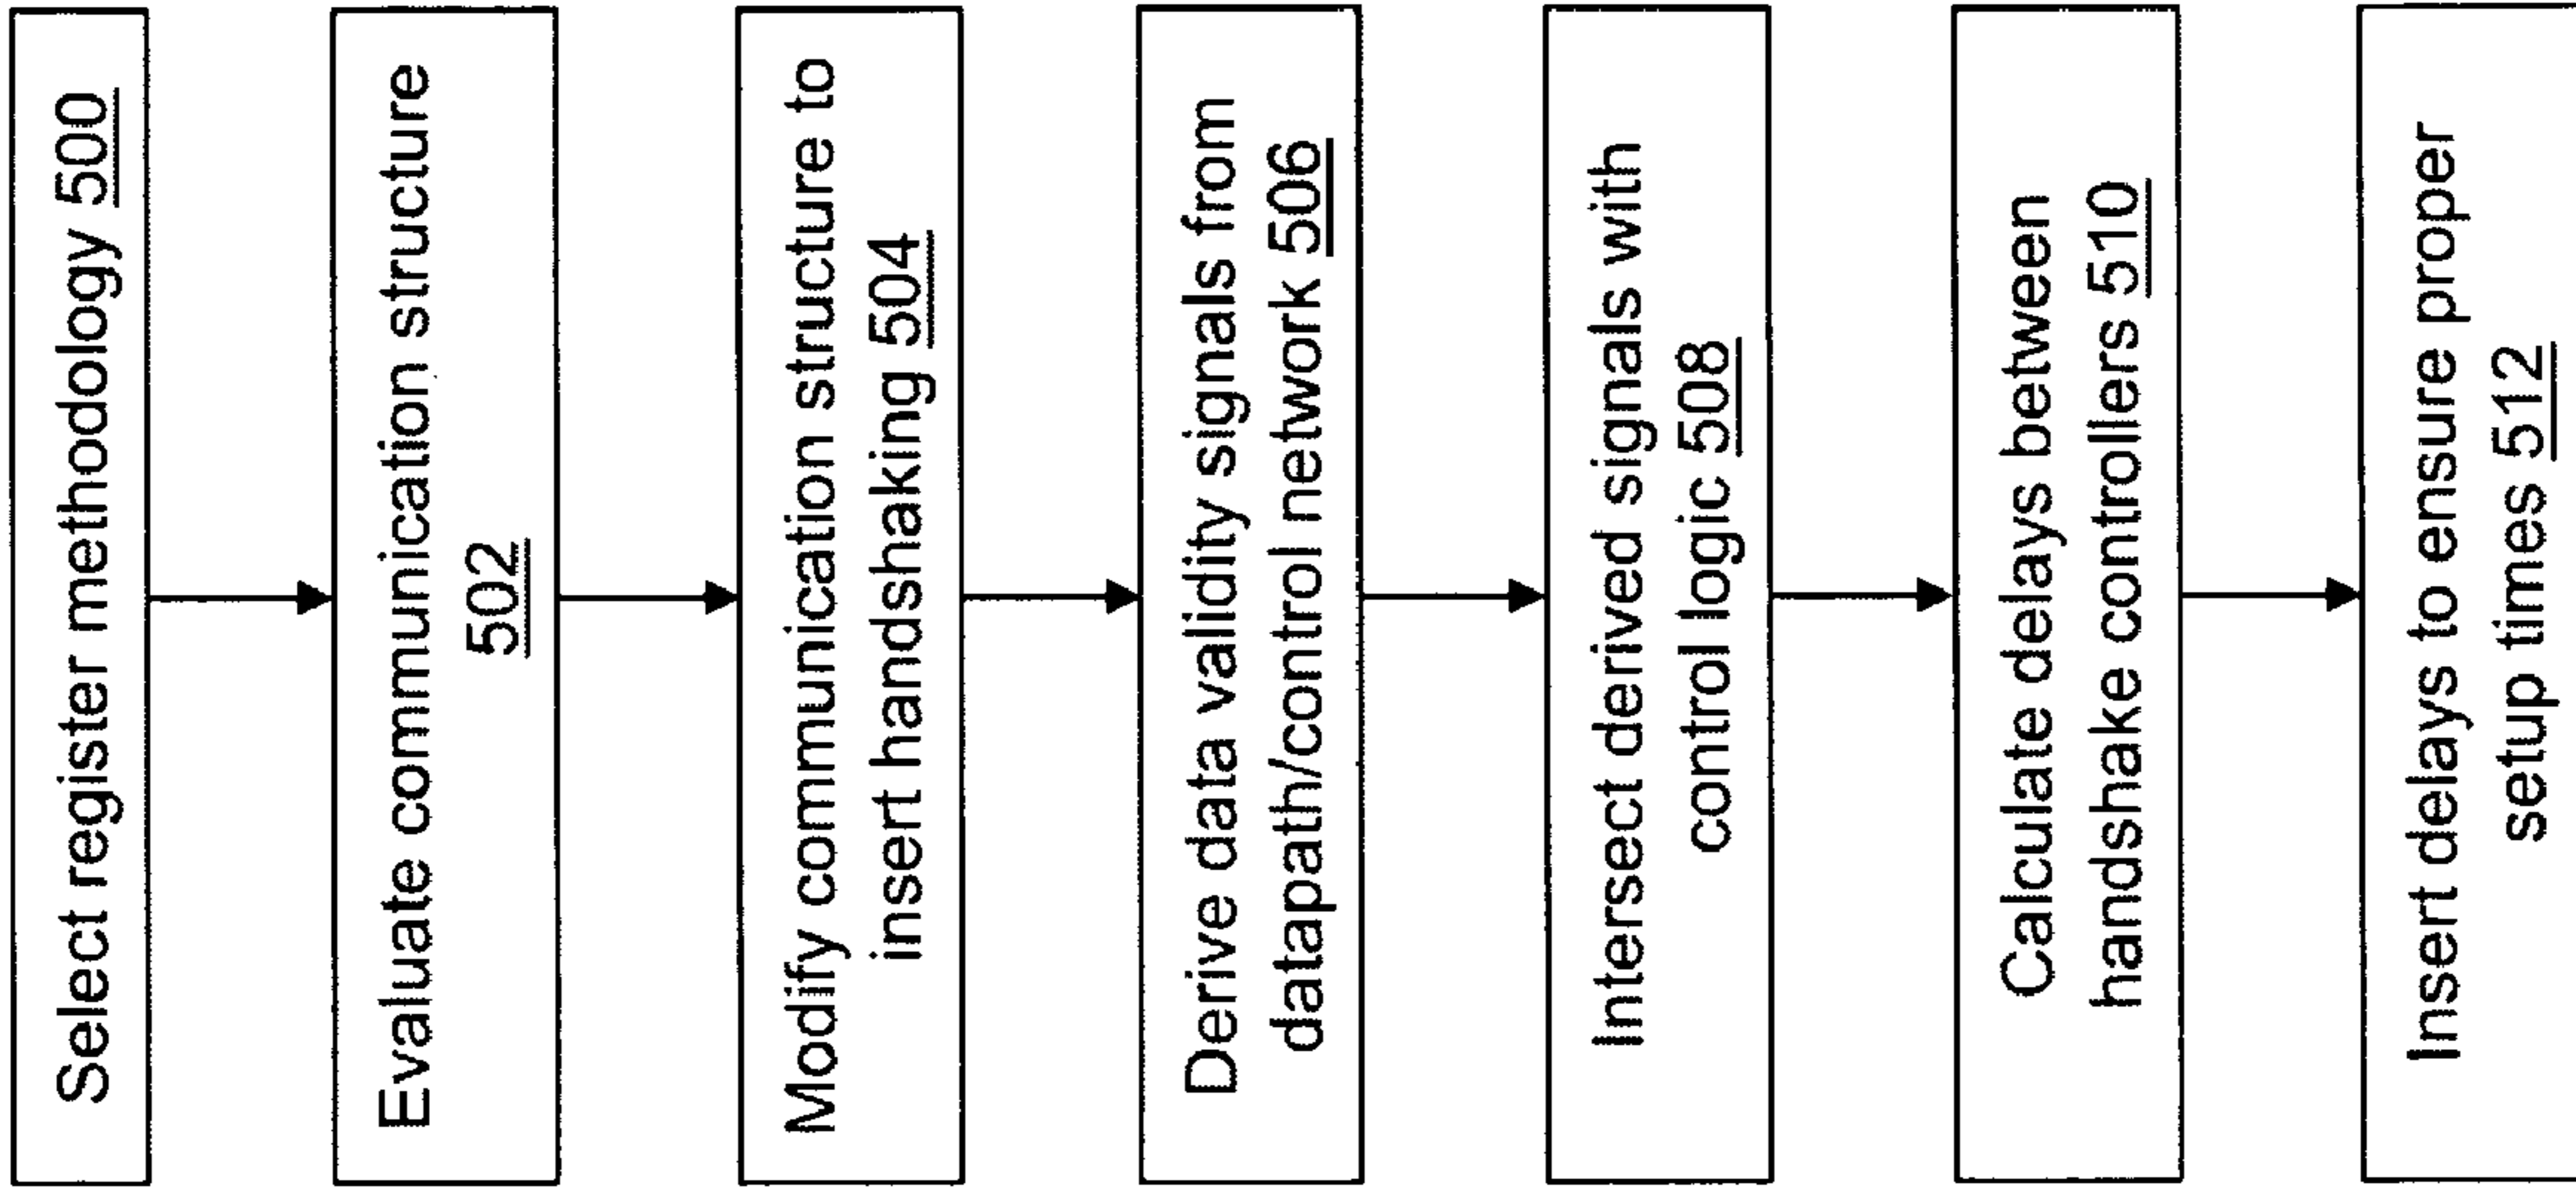 Select register methodology 500
Evaluate communication structure
502
Modify communication structure to
insert handshaking 504
Derive data validity signals from
datapath/control network 506
Intersect derived signals with
control logic 508
Calculate delays between
handshake controllers 510
Insert delays to ensure proper
setup times 512